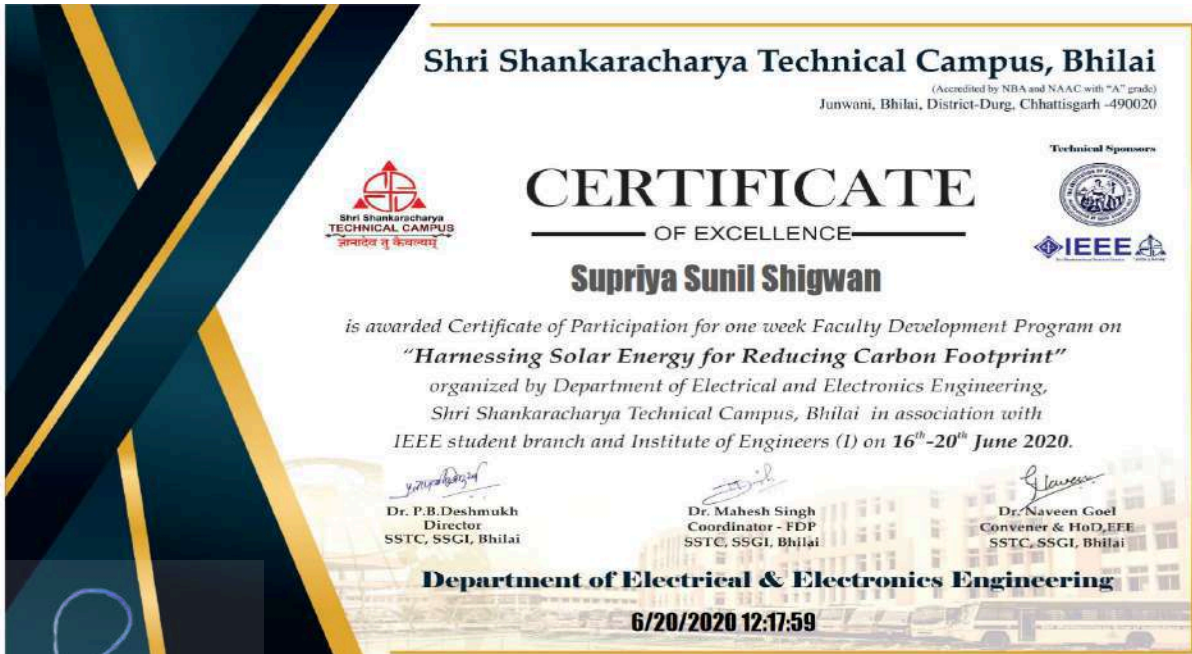 Shri Shankaracharya Technical Campus, Bhilai
(Accredited by NBA and NAAC with "A" grade)
Junwani, Bhilai, District-Durg, Chhattisgarh -490020
Technical Sponsors
Shri Shankaracharya
TECHNICAL CAMPUS
ज्ञानादेव तु कैवल्यम्
CERTIFICATE
OF EXCELLENCE
IEEE
Supriya Sunil Shigwan
is awarded Certificate of Participation for one week Faculty Development Program on
"Harnessing Solar Energy for Reducing Carbon Footprint"
organized by Department of Electrical and Electronics Engineering,
Shri Shankaracharya Technical Campus, Bhilai in association with
IEEE student branch and Institute of Engineers (I) on 16th-20th June 2020.
Dr. P.B.Deshmukh
Director
SSTC, SSGI, Bhilai
Dr. Mahesh Singh
Coordinator - FDP
SSTC, SSGI, Bhilai
Dr. Naveen Goel
Convener & HoD,EEE
SSTC, SSGI, Bhilai
Department of Electrical & Electronics Engineering
6/20/2020 12:17:59